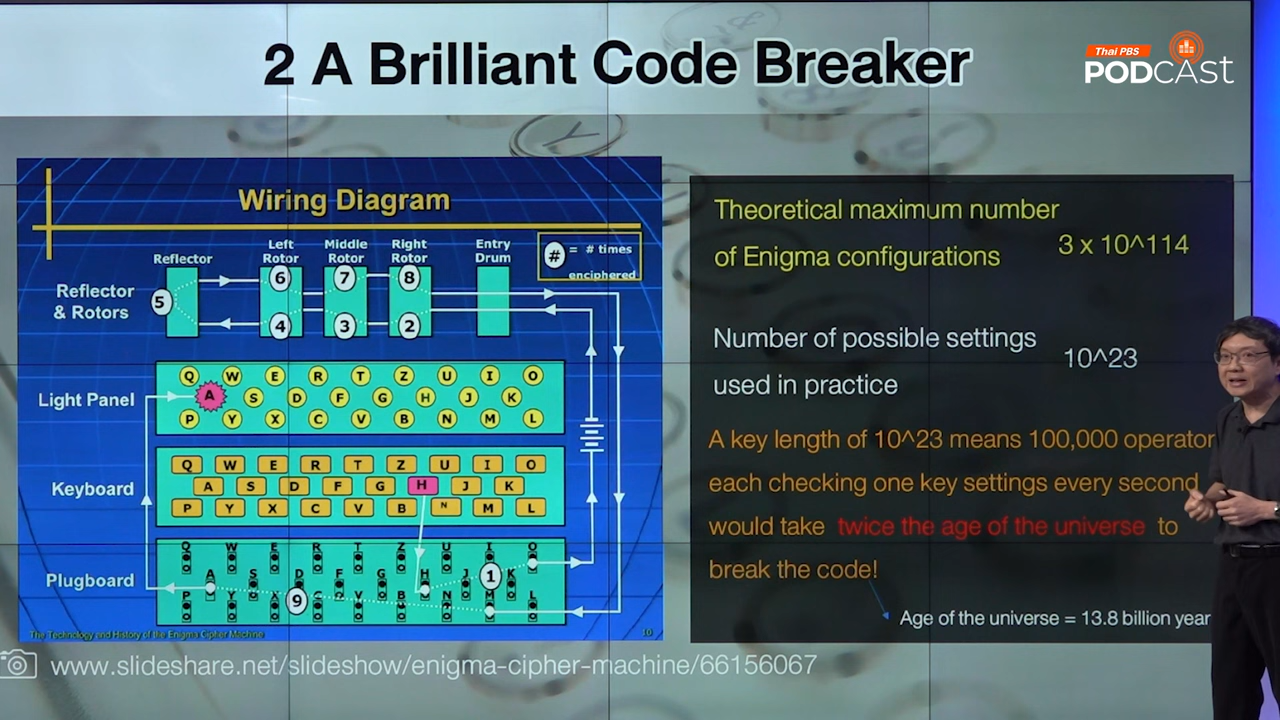 2 A Brilliant Code Breaker
Thai PBS
PODCAST
Wiring Diagram
Reflector
Left
Rotor
Middle
Rotor
Right
Rotor
Entry
Drum
# = # times
enciphered
Reflector
& Rotors
5
6 7 8
4 3 2
Light Panel
Q W E R T Z U I O
A S D F G H J K
P Y X C V B N M L
Keyboard
Q W E R T Z U I O
A S D F G H J K
P Y X C V B N M L
Plugboard
Q W E R T Z U I O
A S D F G H J 1 K
P Y X 9 C V B N M L
The Technology and History of the Enigma Cipher Machine
10
Theoretical maximum number
of Enigma configurations
3 x 10^114
Number of possible settings
used in practice
10^23
A key length of 10^23 means 100,000 operator
each checking one key settings every second
would take twice the age of the universe to
break the code!
Age of the universe = 13.8 billion year
www.slideshare.net/slideshow/enigma-cipher-machine/66156067